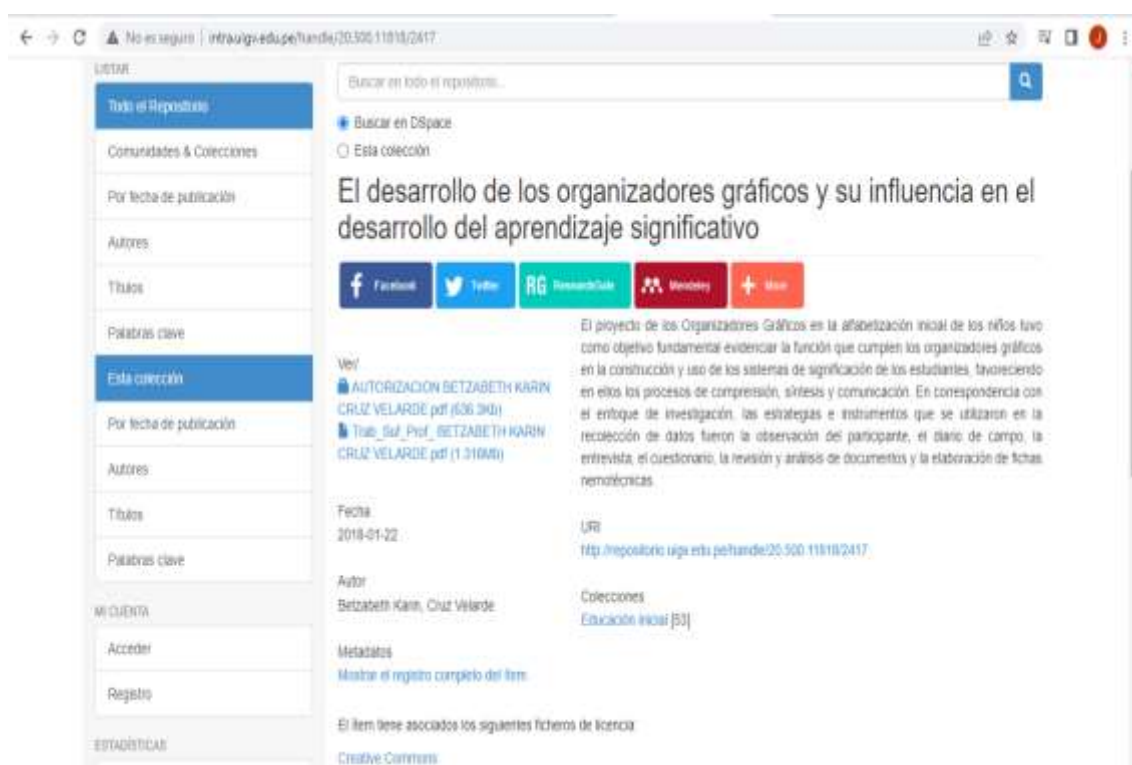 No es seguro | intra.uigv.edu.pe/handle/20.500.11818/2417
LISTAR
Todo el Repositorio
Comunidades & Colecciones
Por fecha de publicación
Autores
Títulos
Palabras clave
Esta colección
Por fecha de publicación
Autores
Títulos
Palabras clave
MI CUENTA
Acceder
Registro
ESTADÍSTICAS
Buscar en todo el repositorio...
Buscar en DSpace
Esta colección
El desarrollo de los organizadores gráficos y su influencia en el
desarrollo del aprendizaje significativo
Facebook
Twitter
RG ResearchGate
Mendeley
More
Ver/
AUTORIZACION BETZABETH KARIN
CRUZ VELARDE.pdf (636.3Kb)
Trab_Suf_Prof_ BETZABETH KARIN
CRUZ VELARDE.pdf (1.316Mb)
Fecha
2018-01-22
Autor
Betzabeth Karin, Cruz Velarde
Metadatos
Mostrar el registro completo del ítem
El proyecto de los Organizadores Gráficos en la alfabetización inicial de los niños tuvo
como objetivo fundamental evidenciar la función que cumplen los organizadores gráficos
en la construcción y uso de los sistemas de significación de los estudiantes, favoreciendo
en ellos los procesos de comprensión, síntesis y comunicación. En correspondencia con
el enfoque de investigación, las estrategias e instrumentos que se utilizaron en la
recolección de datos fueron la observación del participante, el diario de campo, la
entrevista, el cuestionario, la revisión y análisis de documentos y la elaboración de fichas
nemotécnicas.
URI
http://repositorio.uigv.edu.pe/handle/20.500.11818/2417
Colecciones
Educación Inicial [53]
El ítem tiene asociados los siguientes ficheros de licencia:
Creative Commons